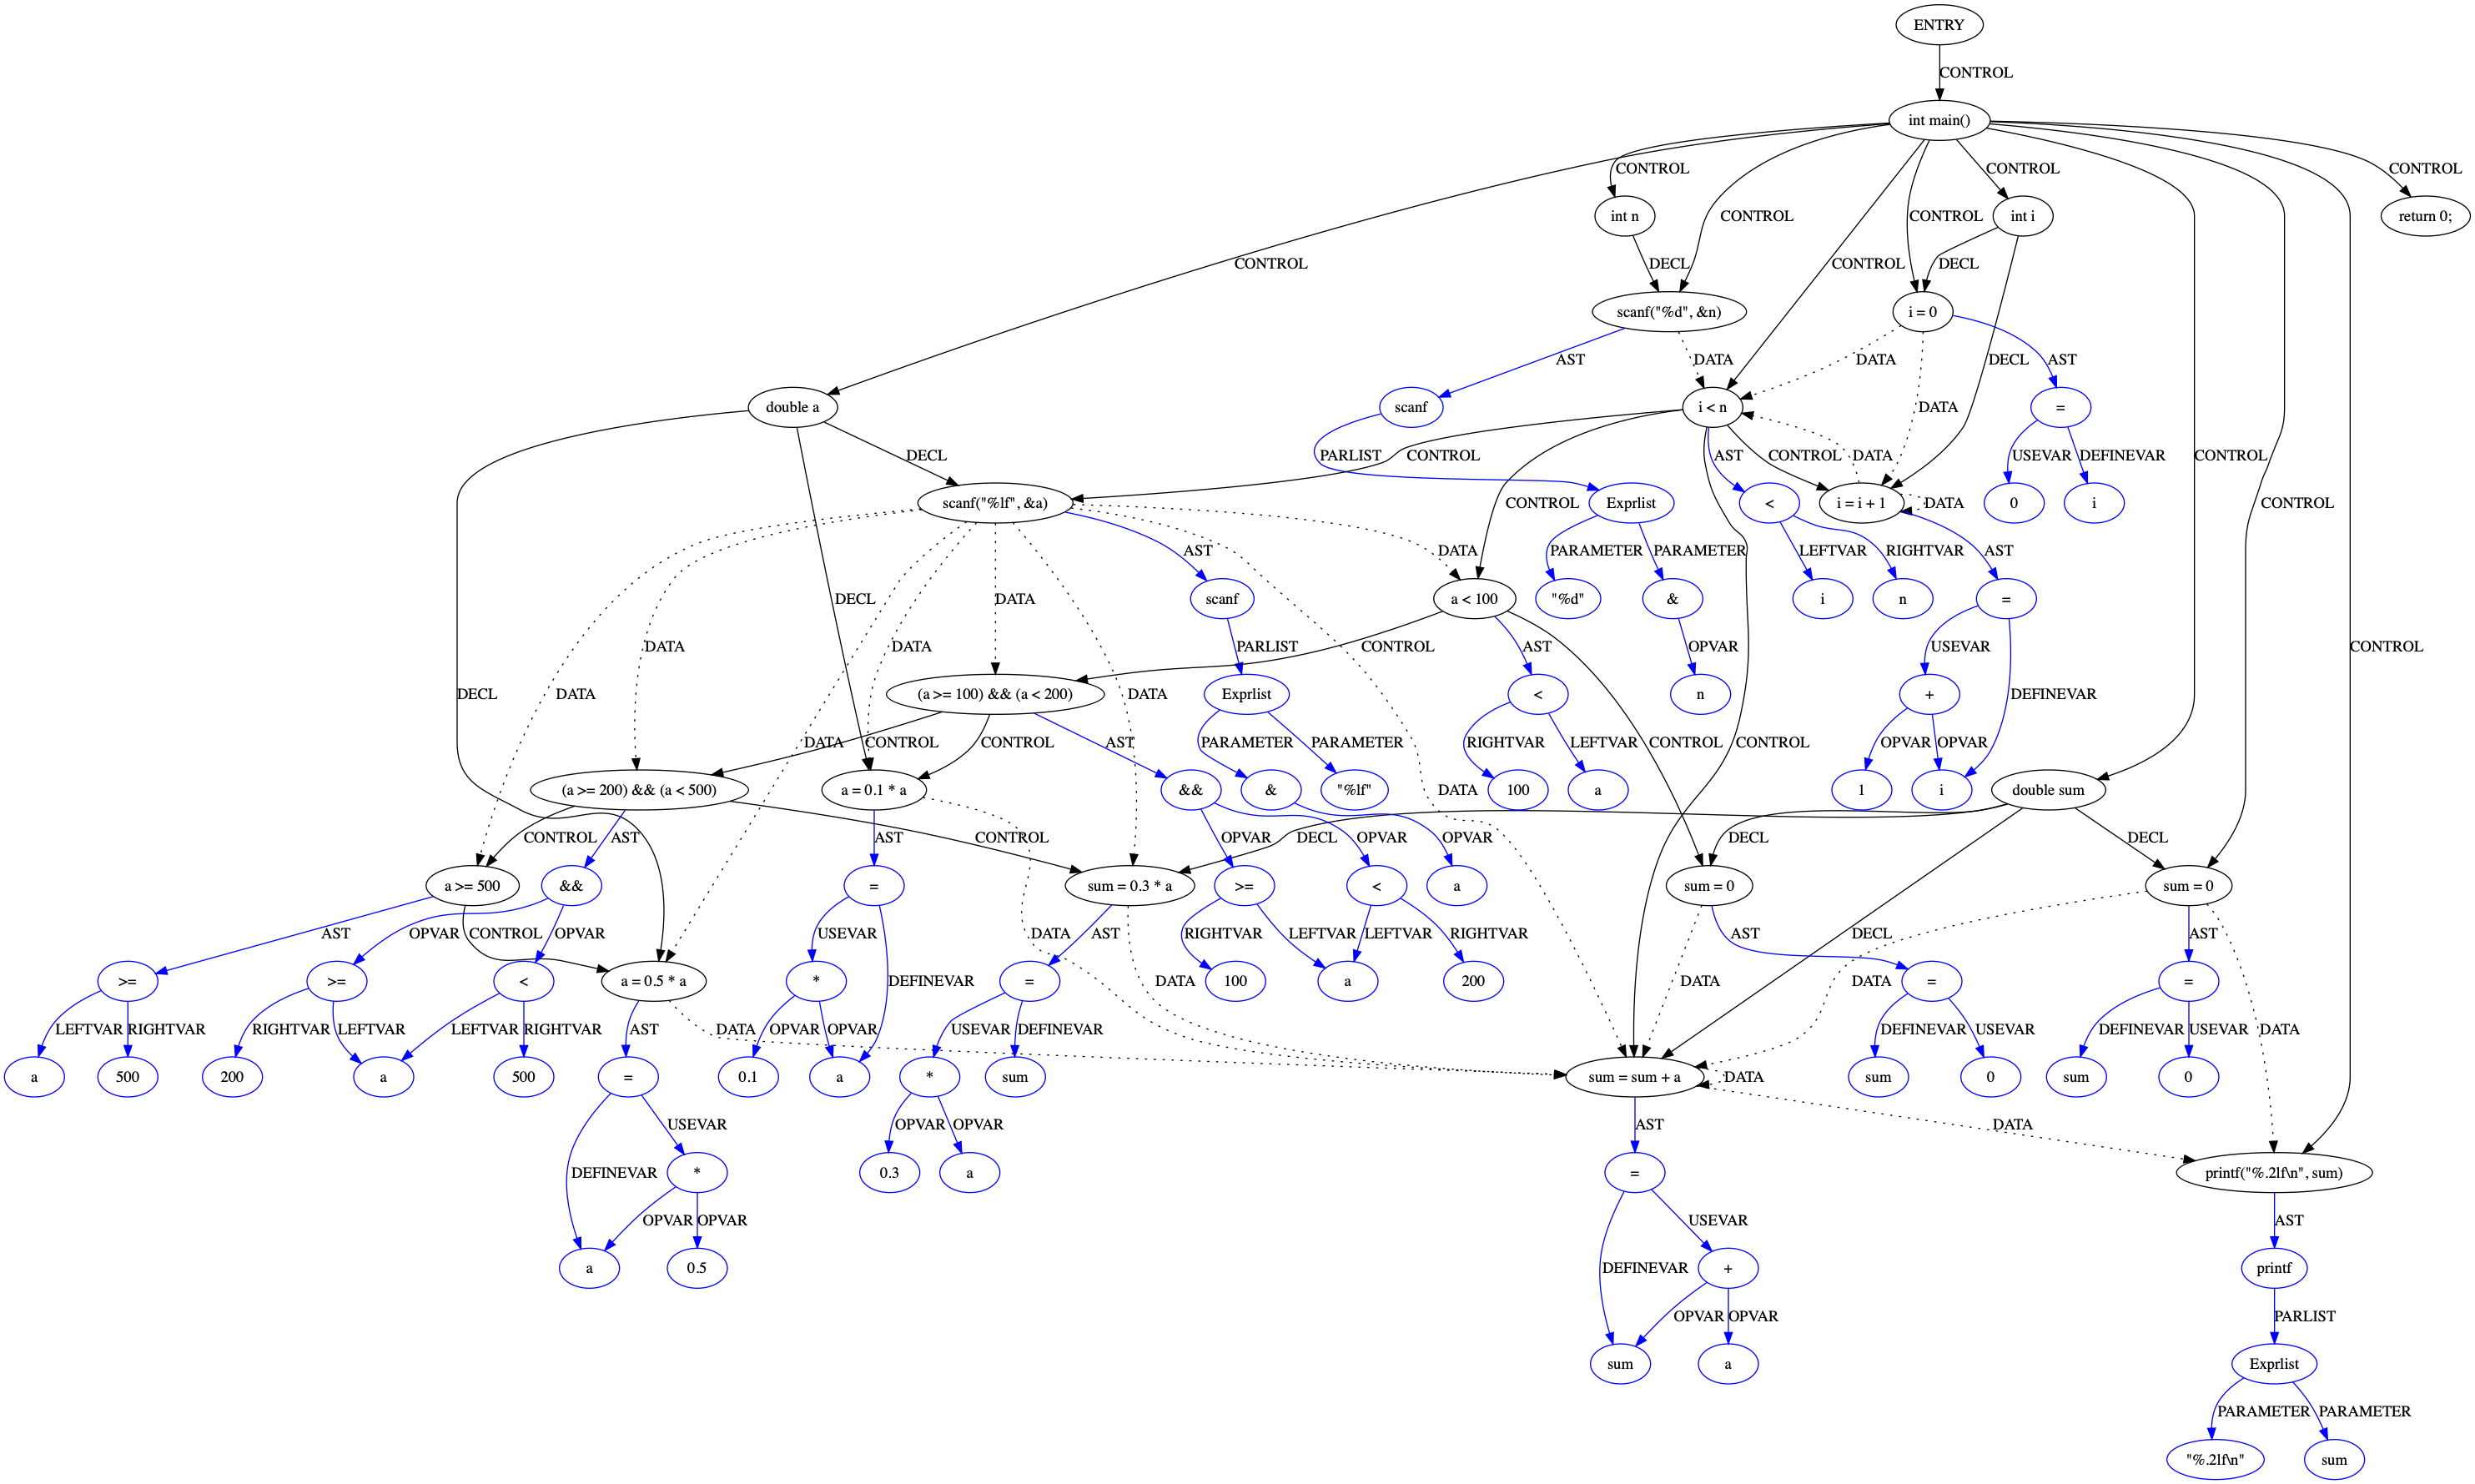 ENTRY
CONTROL
int main()
CONTROL
CONTROL
CONTROL
int n
CONTROL
CONTROL
int i
return 0;
CONTROL
DECL
CONTROL
DECL
scanf("%d", &n)
i = 0
AST
DATA
DATA
DECL
AST
double a
scanf
i < n
DATA
=
DECL
PARLIST
CONTROL
AST
CONTROL
DATA
USEVAR
DEFINEVAR
CONTROL
scanf("%lf", &a)
CONTROL
Exprlist
<
i = i + 1
DATA
0
i
CONTROL
AST
DATA
PARAMETER
PARAMETER
LEFTVAR
RIGHTVAR
AST
DECL
DATA
scanf
a < 100
"%d"
&
i
n
=
DATA
DATA
PARLIST
CONTROL
AST
OPVAR
USEVAR
CONTROL
DECL
DATA
(a >= 100) && (a < 200)
DATA
Exprlist
<
n
+
DEFINEVAR
DATA
CONTROL
CONTROL
AST
PARAMETER
PARAMETER
RIGHTVAR
LEFTVAR
CONTROL
CONTROL
OPVAR
OPVAR
CONTROL
(a >= 200) && (a < 500)
a = 0.1 * a
&&
&
"%lf"
DATA
100
a
1
i
double sum
CONTROL
AST
AST
CONTROL
OPVAR
DECL
OPVAR
OPVAR
DECL
DECL
a >= 500
&&
=
sum = 0.3 * a
>=
<
a
sum = 0
sum = 0
AST
OPVAR
CONTROL
OPVAR
USEVAR
DATA
AST
RIGHTVAR
LEFTVAR
LEFTVAR
RIGHTVAR
AST
DECL
AST
>=
>=
<
a = 0.5 * a
*
DEFINEVAR
=
DATA
100
a
200
DATA
DATA
=
=
LEFTVAR
RIGHTVAR
RIGHTVAR
LEFTVAR
LEFTVAR
RIGHTVAR
AST
DATA
OPVAR
OPVAR
USEVAR
DEFINEVAR
DEFINEVAR
USEVAR
DEFINEVAR
USEVAR
DATA
a
500
200
a
500
=
0.1
a
*
sum
sum = sum + a
DATA
sum
0
sum
0
USEVAR
OPVAR
OPVAR
AST
DATA
DEFINEVAR
*
0.3
a
=
printf("%.2lf\n", sum)
OPVAR
OPVAR
USEVAR
AST
a
0.5
DEFINEVAR
+
printf
OPVAR
OPVAR
PARLIST
sum
a
Exprlist
PARAMETER
PARAMETER
"%.2lf\n"
sum